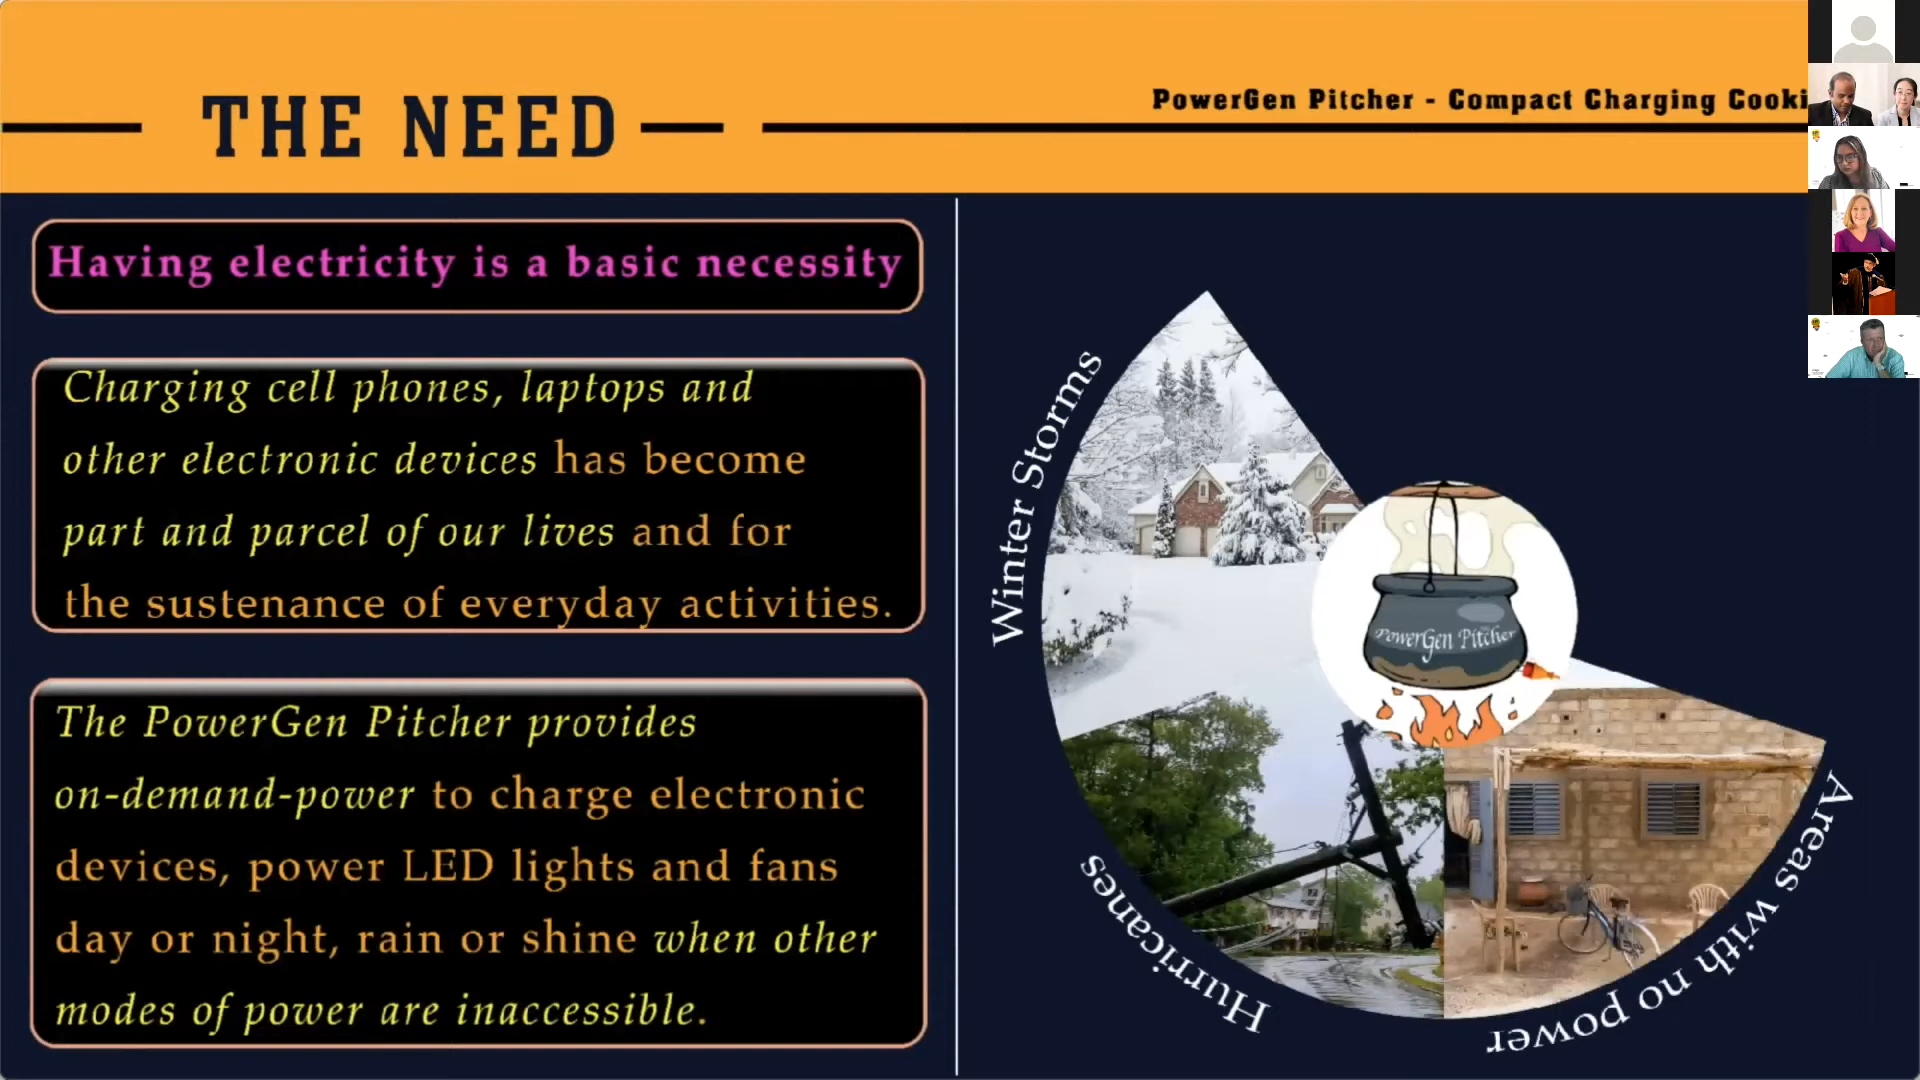 THE NEED
PowerGen Pitcher - Compact Charging Cooki
Having electricity is a basic necessity
Charging cell phones, laptops and
other electronic devices has become
part and parcel of our lives and for
the sustenance of everyday activities.
The PowerGen Pitcher provides
on-demand-power to charge electronic
devices, power LED lights and fans
day or night, rain or shine when other
modes of power are inaccessible.
Winter Storms
PowerGen Pitcher
Hurricanes
Areas with no power